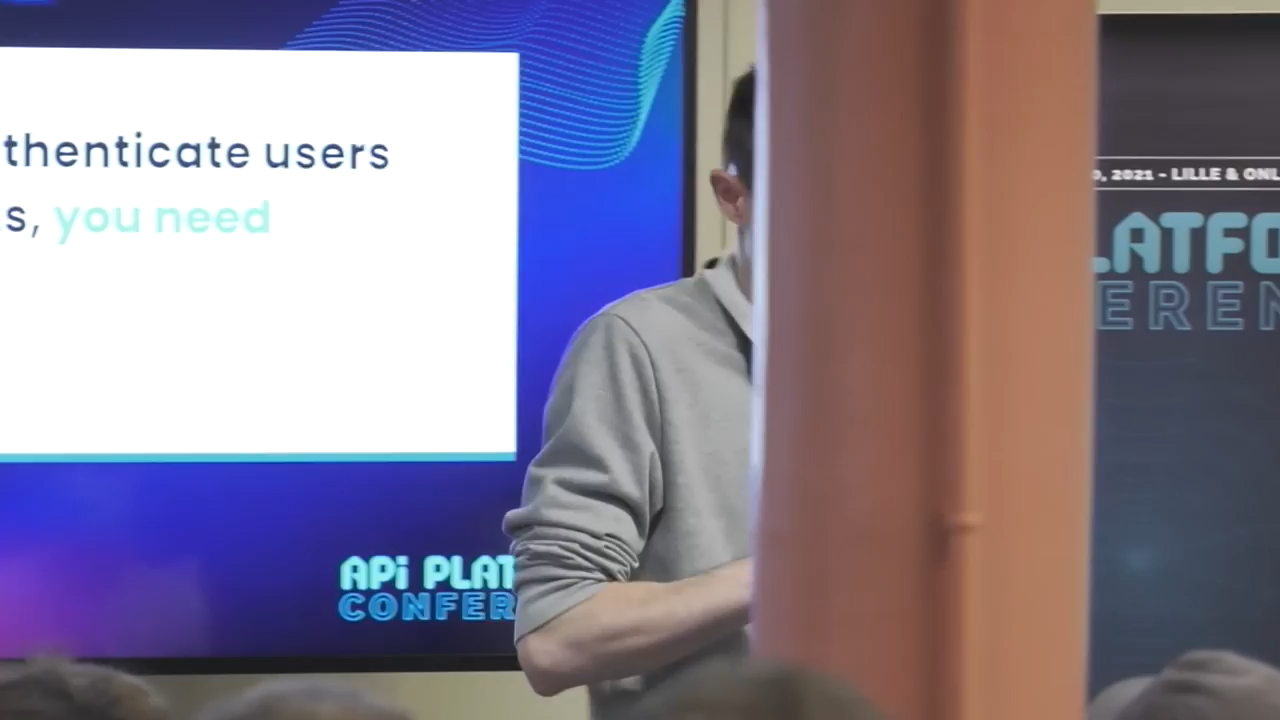 thenticate users
s, you need
API PLAT
CONFER
0, 2021 - LILLE & ONL
LATFO
EREN